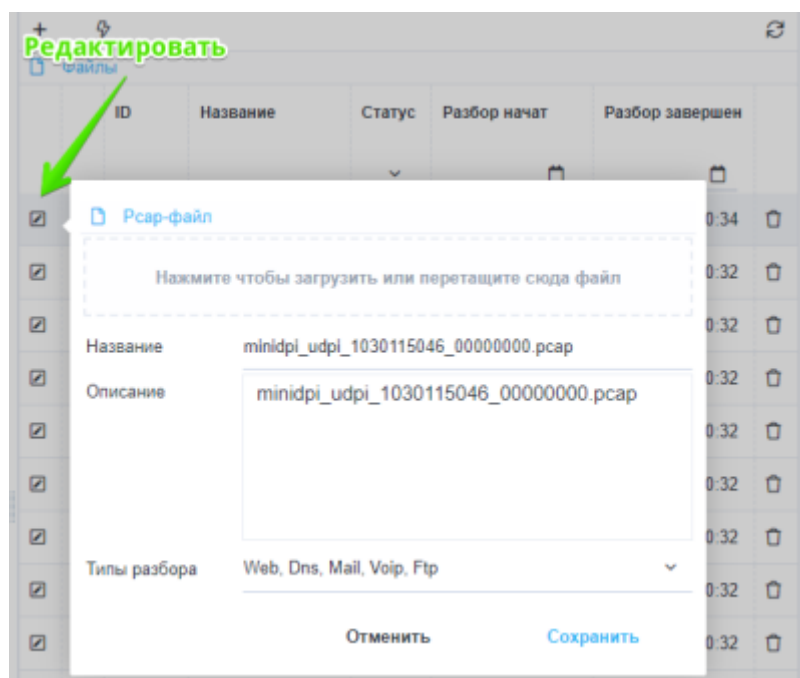 Редактировать
Файлы
ID Название Статус Разбор начат Разбор завершен
Pcap-файл
0:34
Нажмите чтобы загрузить или перетащите сюда файл
0:32
0:32
Название minidpi_udpi_1030115046_00000000.pcap
0:32
Описание minidpi_udpi_1030115046_00000000.pcap
0:32
0:32
0:32
Типы разбора Web, Dns, Mail, Voip, Ftp
0:32
Отменить Сохранить
0:32